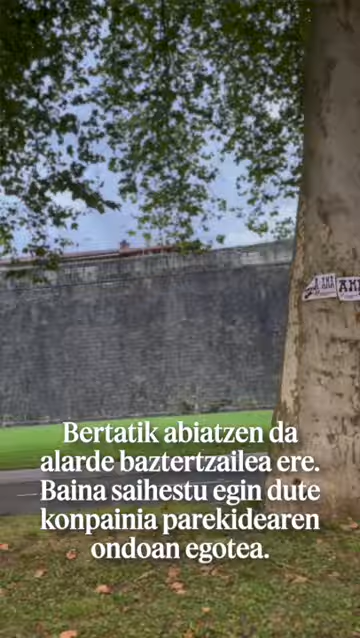 Bertatik abiatzen da
alarde baztertzailea ere.
Baina saihestu egin dute
konpainia parekidearen
ondoan egotea.